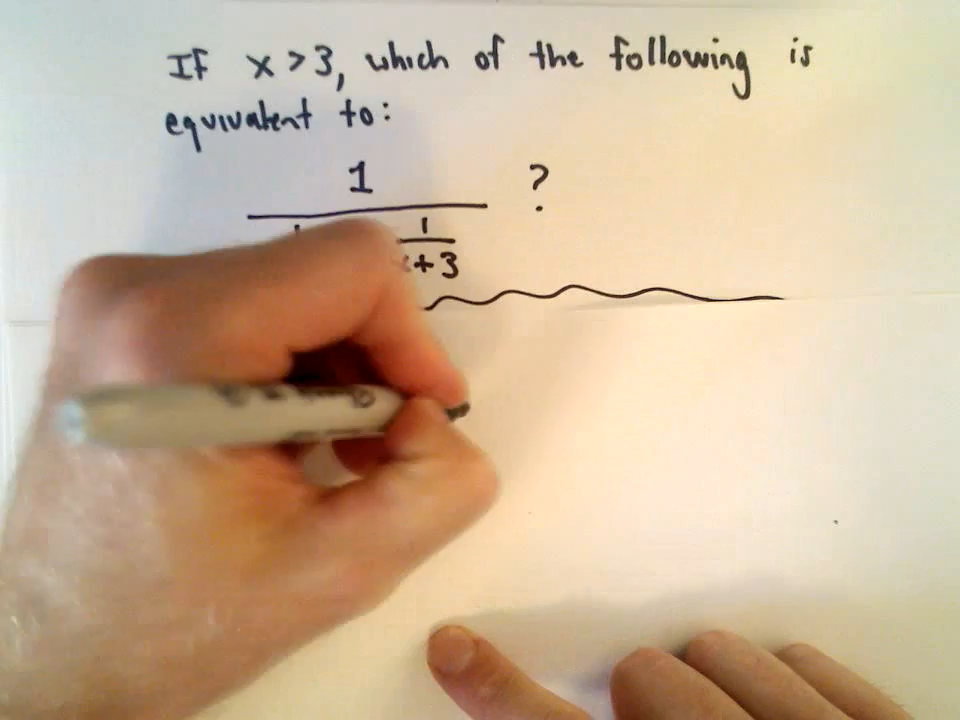 If x > 3, which of the following is
equivalent to:
1
?
1
+ 3